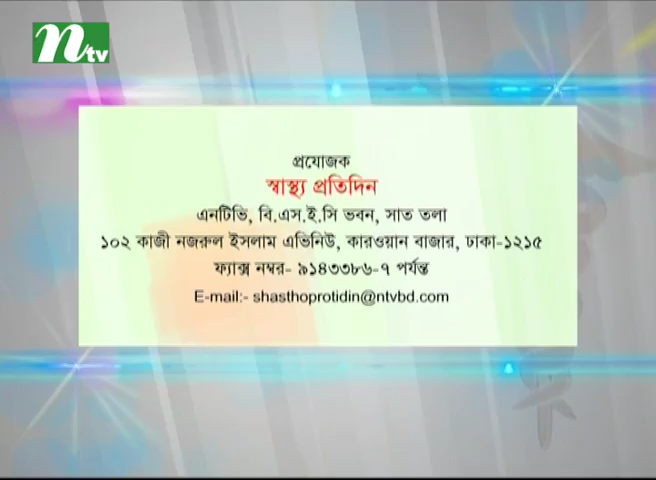 ntv
প্রযোজক
স্বাস্থ্য প্রতিদিন
এনটিভি, বি.এস.ই.সি ভবন, সাত তলা
১০২ কাজী নজরুল ইসলাম এভিনিউ, কারওয়ান বাজার, ঢাকা-১২১৫
ফ্যাক্স নম্বর- ৯১৪৩৩৮৬-৭ পর্যন্ত
E-mail:- shasthoprotidin@ntvbd.com